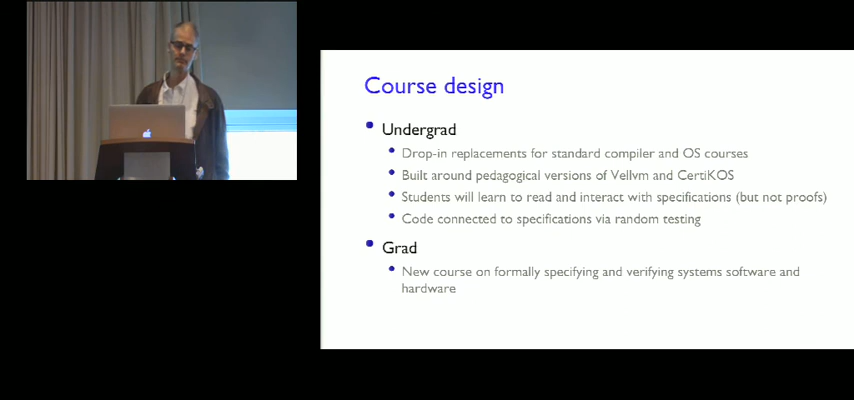 Course design
Undergrad
Drop-in replacements for standard compiler and OS courses
Built around pedagogical versions of Vellvm and CertiKOS
Students will learn to read and interact with specifications (but not proofs)
Code connected to specifications via random testing
Grad
New course on formally specifying and verifying systems software and
hardware